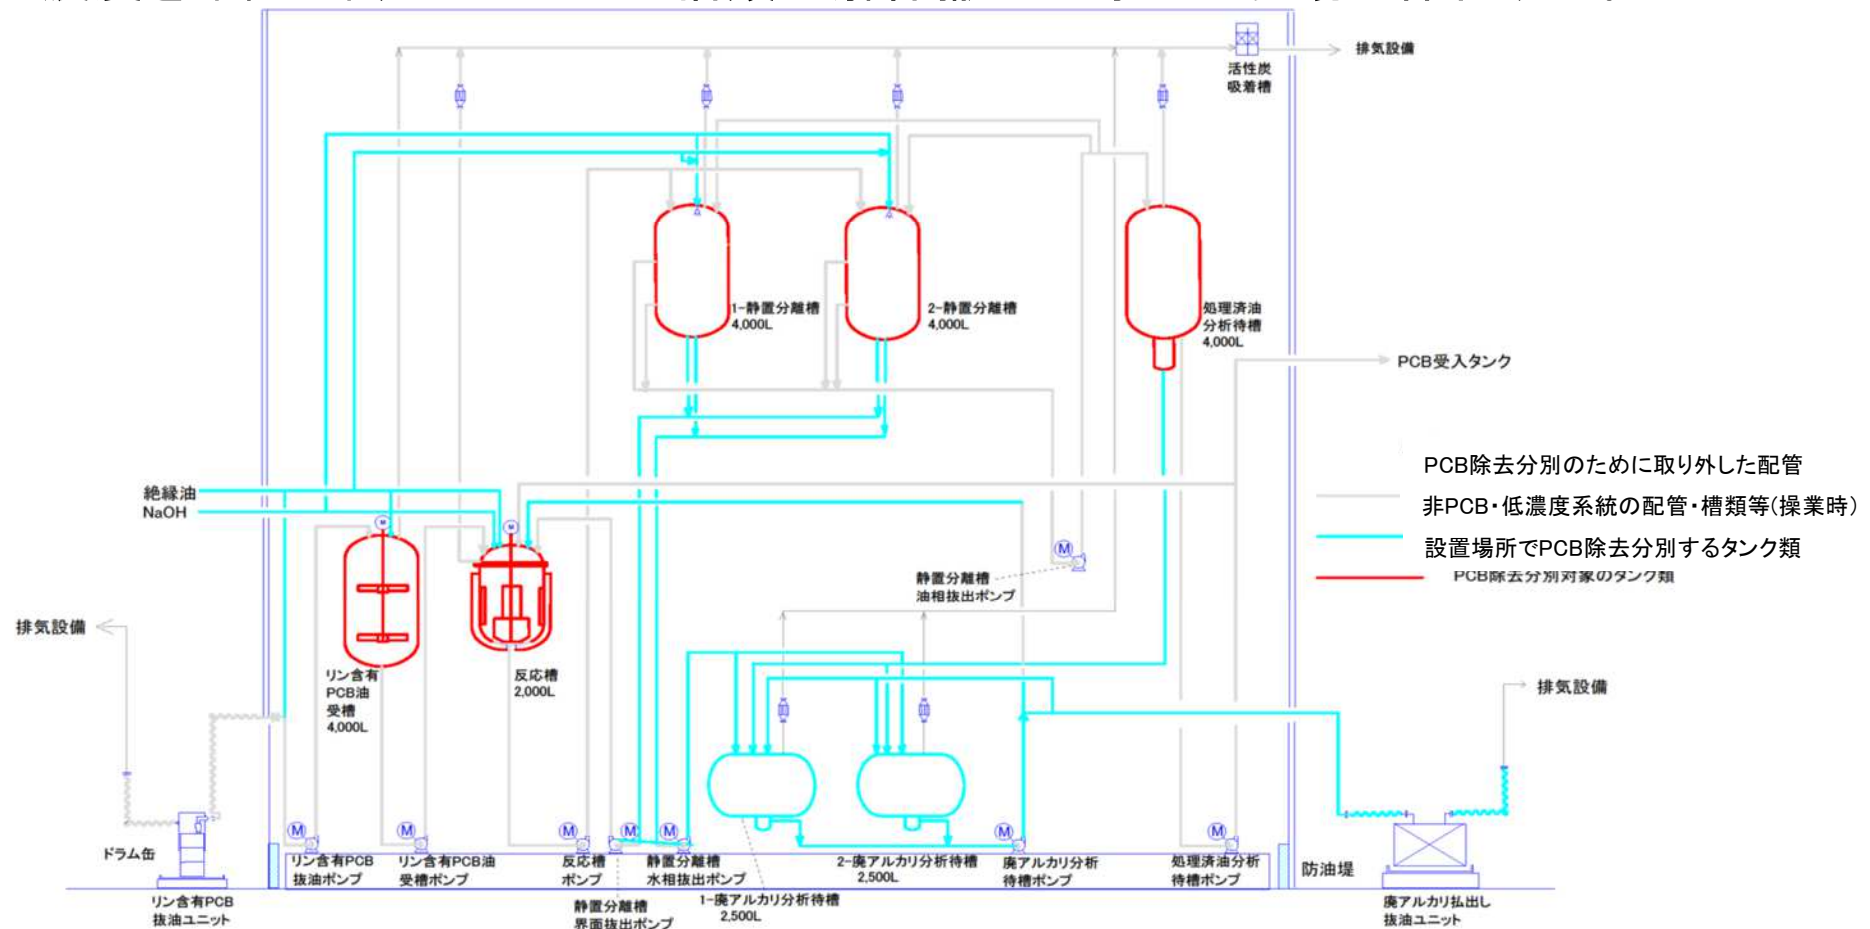 排気設備
活性炭
吸着槽
1-静置分離槽
4,000L
2-静置分離槽
4,000L
処理済油
分析待槽
4,000L
PCB受入タンク
PCB除去分別のために取り外した配管
非PCB・低濃度系統の配管・槽類等(操業時)
設置場所でPCB除去分別するタンク類
PCB除去分別対象のタンク類
絶縁油
NaOH
M
M
M
静置分離槽
油相抜出ポンプ
排気設備
リン含有
PCB油
受槽
4,000L
反応槽
2,000L
排気設備
M
M
M
M
M
M
M
ドラム缶
リン含有PCB
抜油ポンプ
リン含有PCB油
受槽ポンプ
反応槽
ポンプ
静置分離槽
水相抜出ポンプ
2-廃アルカリ分析待槽
2,500L
廃アルカリ分析
待槽ポンプ
処理済油分析
待槽ポンプ
防油堤
リン含有PCB
抜油ユニット
静置分離槽
界面抜出ポンプ
1-廃アルカリ分析待槽
2,500L
廃アルカリ払出し
抜油ユニット